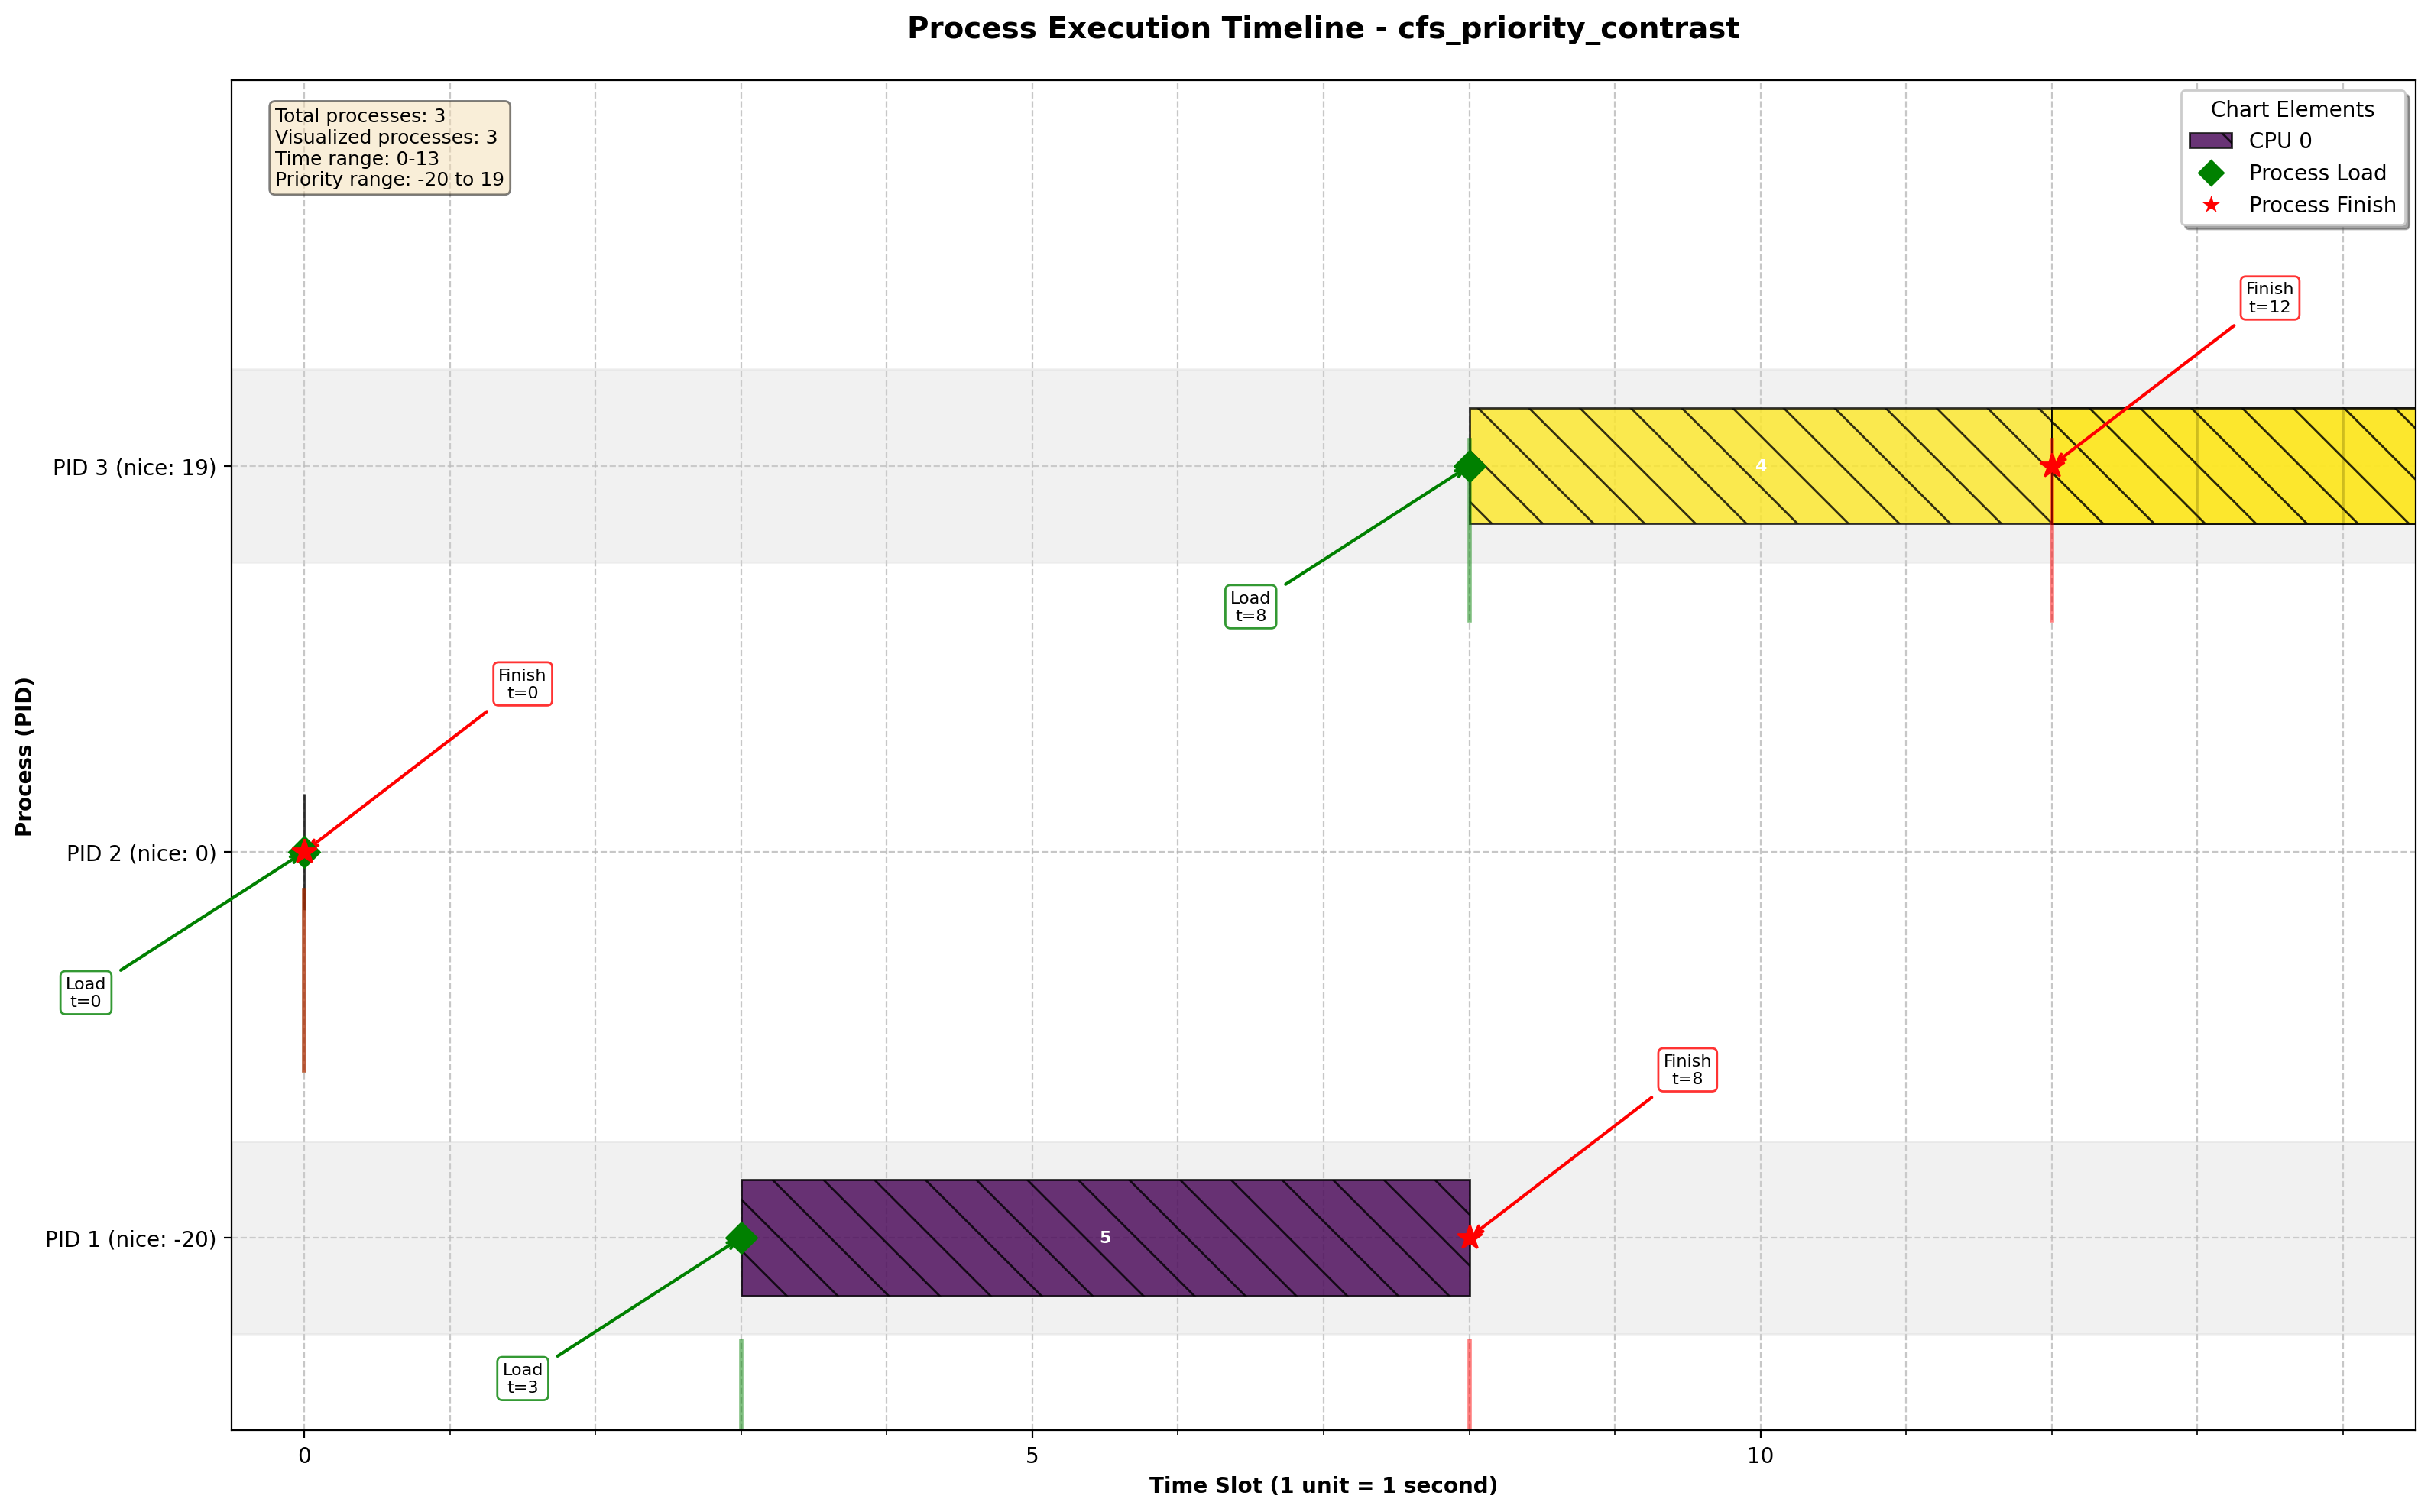 Process Execution Timeline - cfs_priority_contrast
Total processes: 3
Visualized processes: 3
Time range: 0-13
Priority range: -20 to 19
Chart Elements
CPU 0
Process Load
Process Finish
Finish
t=12
PID 3 (nice: 19)
4
Load
t=8
Finish
t=0
Process (PID)
PID 2 (nice: 0)
Load
t=0
Finish
t=8
PID 1 (nice: -20)
5
Load
t=3
0
5
10
Time Slot (1 unit = 1 second)